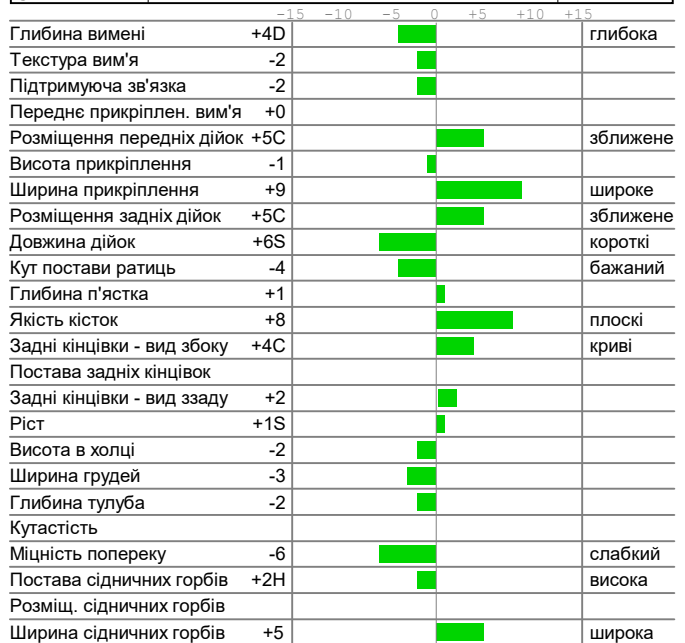 -15 -10 -5 0 +5 +10 +15
Глибина вимені +4D глибока
Текстура вим'я -2
Підтримуюча зв'язка -2
Переднє прикріплен. вим'я +0
Розміщення передніх дійок +5C зближене
Висота прикріплення -1
Ширина прикріплення +9 широке
Розміщення задніх дійок +5C зближене
Довжина дійок +6S короткі
Кут постави ратиць -4 бажаний
Глибина п'ястка +1
Якість кісток +8 плоскі
Задні кінцівки - вид збоку +4C криві
Постава задніх кінцівок
Задні кінцівки - вид ззаду +2
Ріст +1S
Висота в холці -2
Ширина грудей -3
Глибина тулуба -2
Кутастість
Міцність попереку -6 слабкий
Постава сідничних горбів +2H висока
Розміщ. сідничних горбів
Ширина сідничних горбів +5 широка